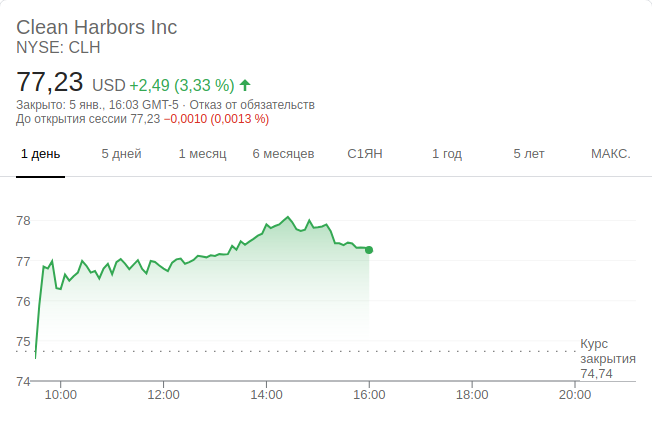 Clean Harbors Inc
NYSE: CLH
77,23 USD +2,49 (3,33 %)
Закрыто: 5 янв., 16:03 GMT-5 · Отказ от обязательств
До открытия сессии 77,23 −0,0010 (0,0013 %)
1 день 5 дней 1 месяц 6 месяцев С1ЯН 1 год 5 лет МАКС.
78
77
76
75
Курс
закрытия
74,74
74
10:00 12:00 14:00 16:00 18:00 20:00